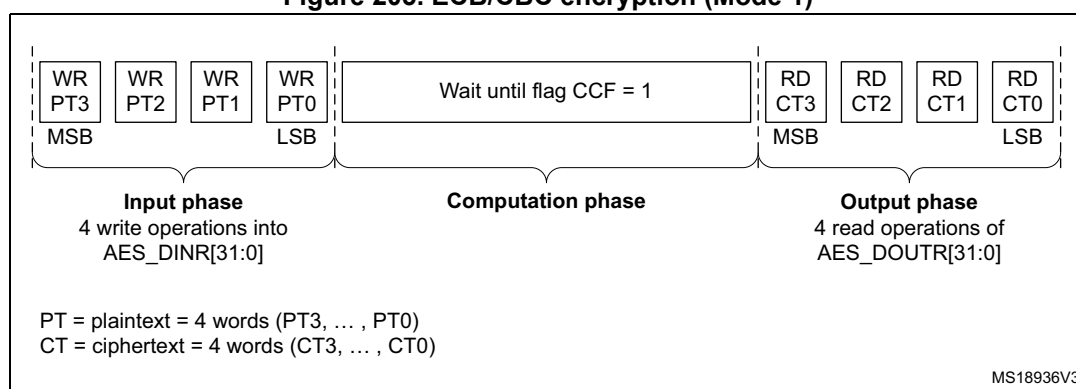 Figure 208. ECB/CBC encryption (Mode 1)
WR PT3 WR PT2 WR PT1 WR PT0 Wait until flag CCF = 1 RD CT3 RD CT2 RD CT1 RD CT0
MSB LSB MSB LSB
Input phase Computation phase Output phase
4 write operations into 4 read operations of
AES_DINR[31:0] AES_DOUTR[31:0]
PT = plaintext = 4 words (PT3, … , PT0)
CT = ciphertext = 4 words (CT3, … , CT0)
MS18936V3